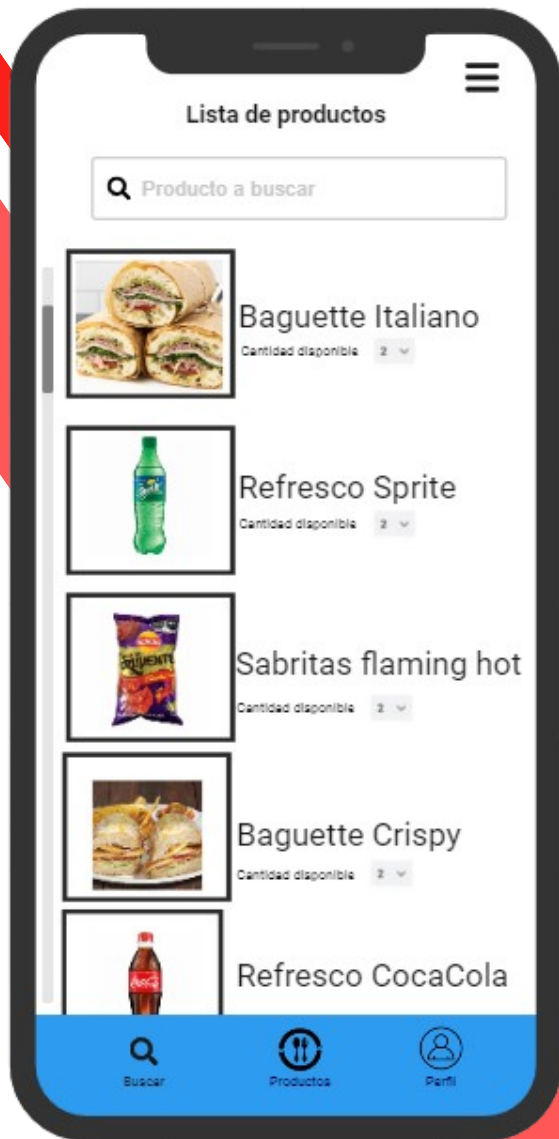 Lista de productos
Producto a buscar
Baguette Italiano
Cantidad disponible 2
Refresco Sprite
Cantidad disponible 2
Sabritas flaming hot
Cantidad disponible 2
Baguette Crispy
Cantidad disponible 2
Refresco CocaCola
Buscar Productos Perfil